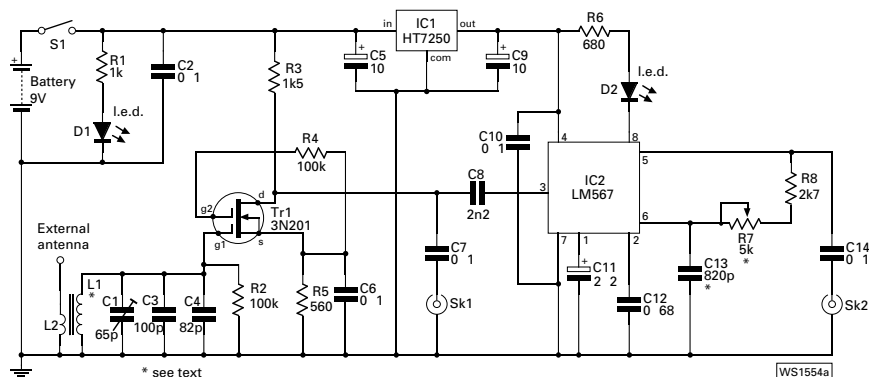 S1
Battery
9V
+
R1
1k
l.e.d.
D1
C2
0 1
R3
1k5
R4
100k
in
IC1
HT7250
out
com
+
C5
10
+
C9
10
R6
680
l.e.d.
D2
C10
0 1
4
8
5
3
IC2
LM567
6
7
1
2
C8
2n2
R8
2k7
R7
5k
*
g2
d
g1
s
Tr1
3N201
External
antenna
L1
*
L2
C1
65p
C3
100p
C4
82p
R2
100k
R5
560
C6
0 1
C7
0 1
Sk1
+
C11
2 2
C12
0 68
C13
820p
*
C14
0 1
Sk2
* see text
WS1554a